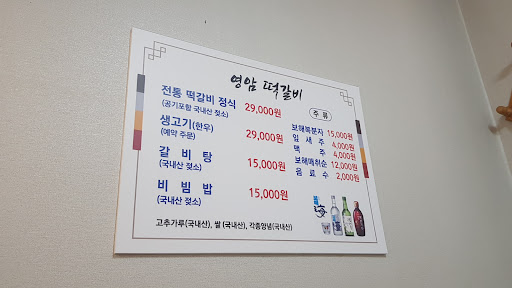 영암 떡갈비
전통 떡갈비 정식 29,000원
(공기포함 국내산 젖소)
생고기(한우) 29,000원
(예약 주문)
갈비탕 15,000원
(국내산 젖소)
비빔밥 15,000원
(국내산 젖소)
주류
보해복분자 15,000원
잎새주 4,000원
맥주 4,000원
보해매취순 12,000원
음료수 2,000원
고추가루(국내산), 쌀 (국내산), 각종양념(국내산)